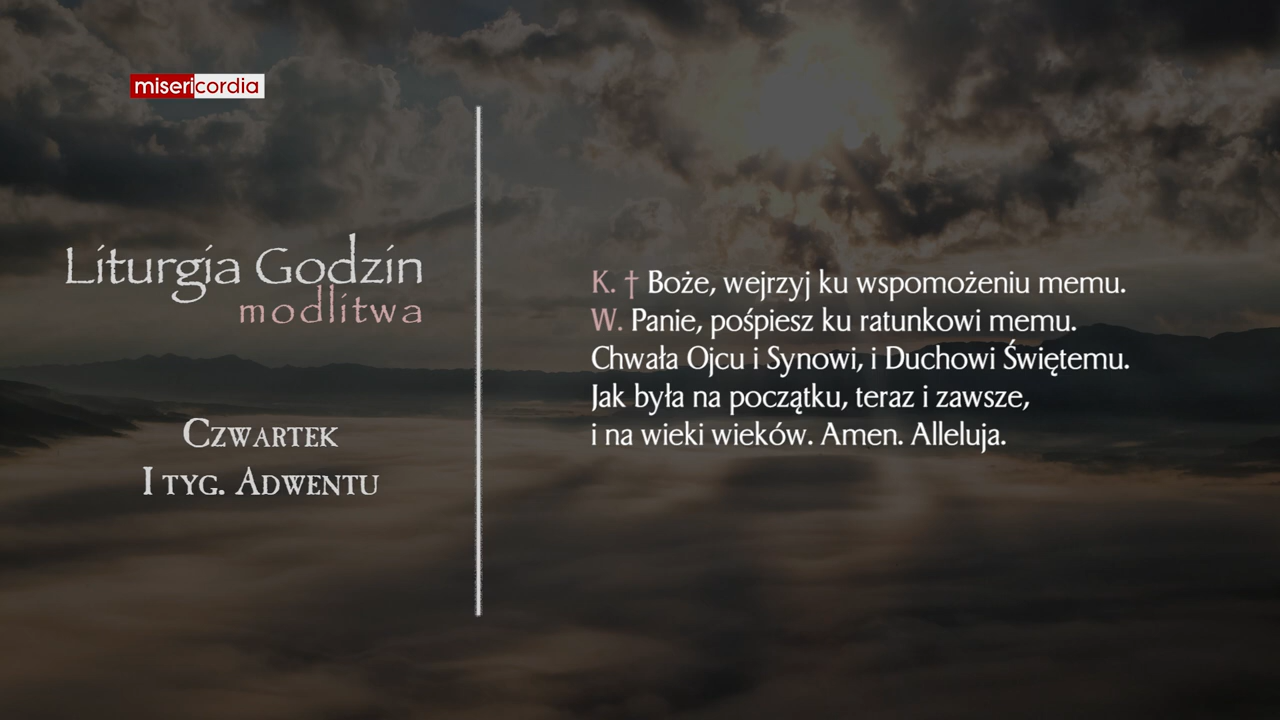 misericordia
Liturgia Godzin
modlitwa
Czwartek
I tyg. Adwentu
K. † Boże, wejrzyj ku wspomożeniu memu.
W. Panie, pośpiesz ku ratunkowi memu.
Chwała Ojcu i Synowi, i Duchowi Świętemu.
Jak była na początku, teraz i zawsze,
i na wieki wieków. Amen. Alleluja.